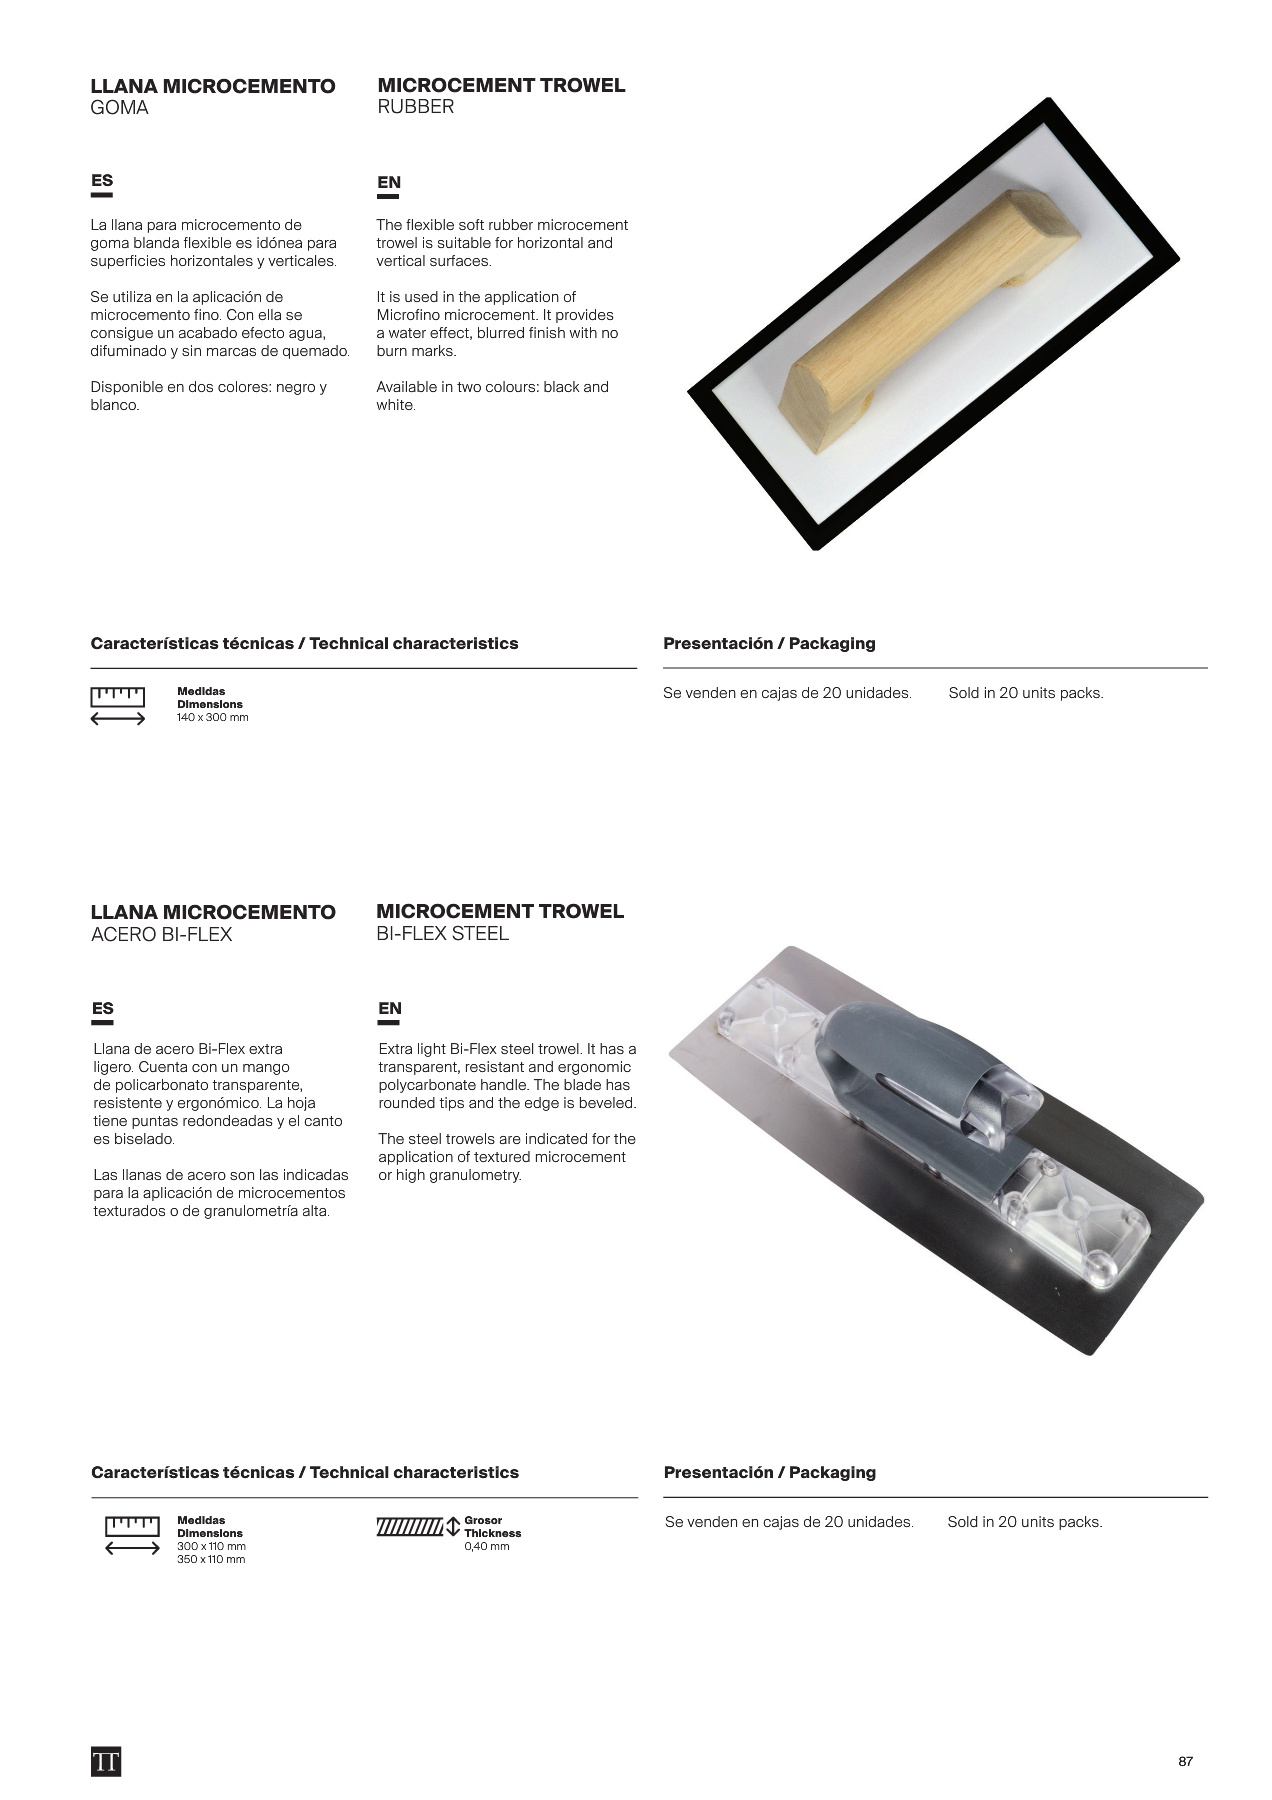 LLANA MICROCEMENTO
GOMA
MICROCEMENT TROWEL
RUBBER
ES
La llana para microcemento de
goma blanda flexible es idónea para
superficies horizontales y verticales.
Se utiliza en la aplicación de
microcemento fino. Con ella se
consigue un acabado efecto agua,
difuminado y sin marcas de quemado.
Disponible en dos colores: negro y
blanco.
EN
The flexible soft rubber microcement
trowel is suitable for horizontal and
vertical surfaces.
It is used in the application of
Microfino microcement. It provides
a water effect, blurred finish with no
burn marks.
Available in two colours: black and
white.
Características técnicas / Technical characteristics
Medidas
Dimensions
140 x 300 mm
Presentación / Packaging
Se venden en cajas de 20 unidades.
Sold in 20 units packs.
LLANA MICROCEMENTO
ACERO BI-FLEX
MICROCEMENT TROWEL
BI-FLEX STEEL
ES
Llana de acero Bi-Flex extra
ligero. Cuenta con un mango
de policarbonato transparente,
resistente y ergonómico. La hoja
tiene puntas redondeadas y el canto
es biselado.
Las llanas de acero son las indicadas
para la aplicación de microcementos
texturados o de granulometría alta.
EN
Extra light Bi-Flex steel trowel. It has a
transparent, resistant and ergonomic
polycarbonate handle. The blade has
rounded tips and the edge is beveled.
The steel trowels are indicated for the
application of textured microcement
or high granulometry.
Características técnicas / Technical characteristics
Medidas
Dimensions
300 x 110 mm
350 x 110 mm
Grosor
Thickness
0,40 mm
Presentación / Packaging
Se venden en cajas de 20 unidades.
Sold in 20 units packs.
TT
87